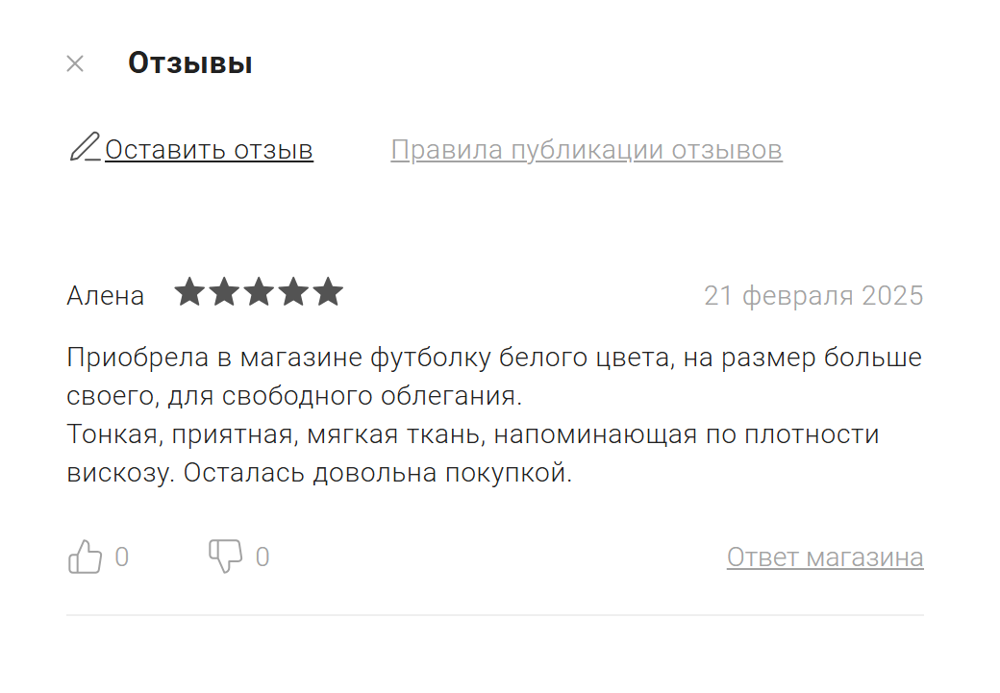 Отзывы
Оставить отзыв Правила публикации отзывов
Алена 21 февраля 2025
Приобрела в магазине футболку белого цвета, на размер больше
своего, для свободного облегания.
Тонкая, приятная, мягкая ткань, напоминающая по плотности
вискозу. Осталась довольна покупкой.
0 0 Ответ магазина